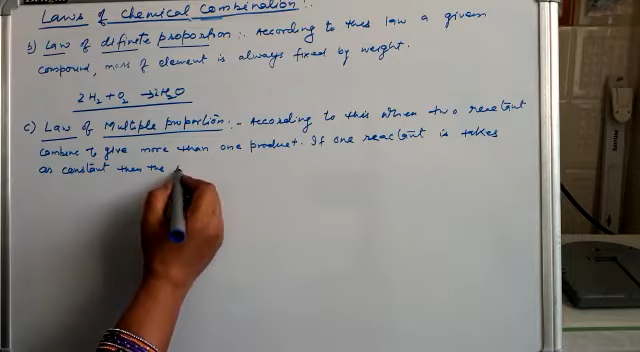 Laws of Chemical Combination :-
b) Law of difinite proportion :- According to this law a given
compound, mass of element is always fixed by weight.
2H₂ + O₂ → 2H₂O
c) Law of Multiple proportion :- According to this when two reactant
combine to give more than one product. If one reactant is takes
as constant then the